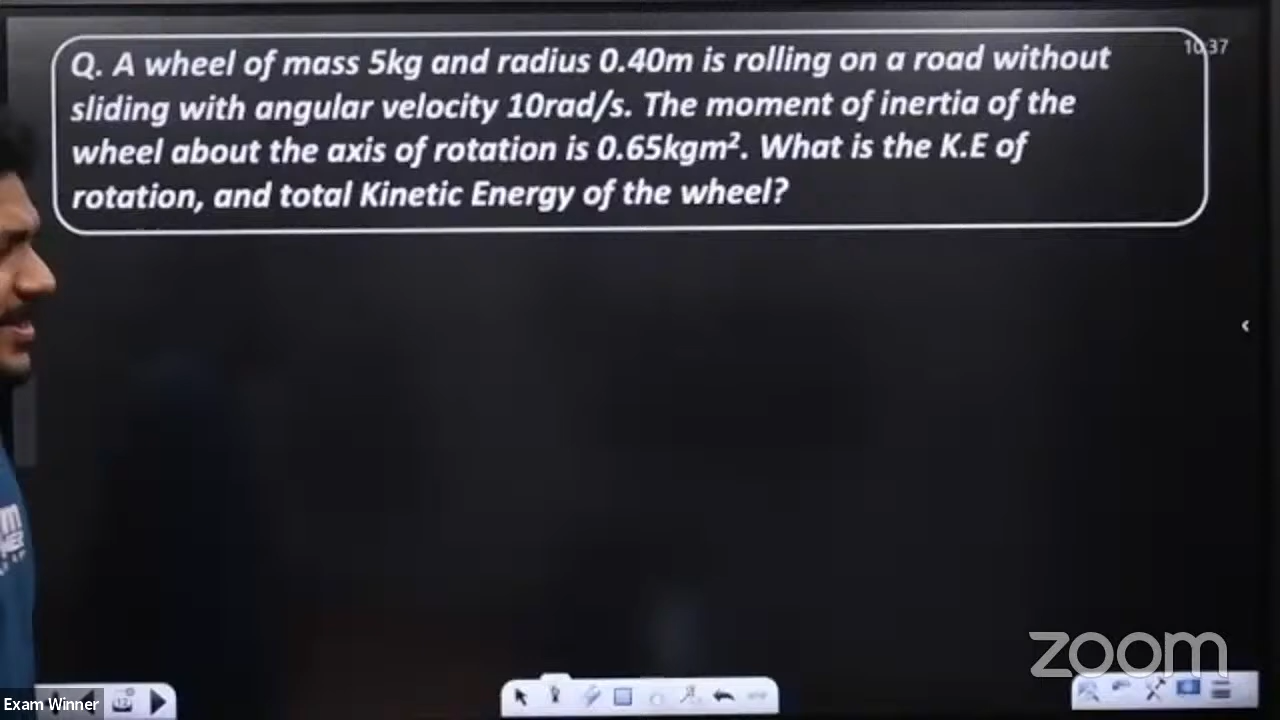 10:37
Q. A wheel of mass 5kg and radius 0.40m is rolling on a road without
sliding with angular velocity 10rad/s. The moment of inertia of the
wheel about the axis of rotation is 0.65kgm². What is the K.E of
rotation, and total Kinetic Energy of the wheel?
zoom
Exam Winner